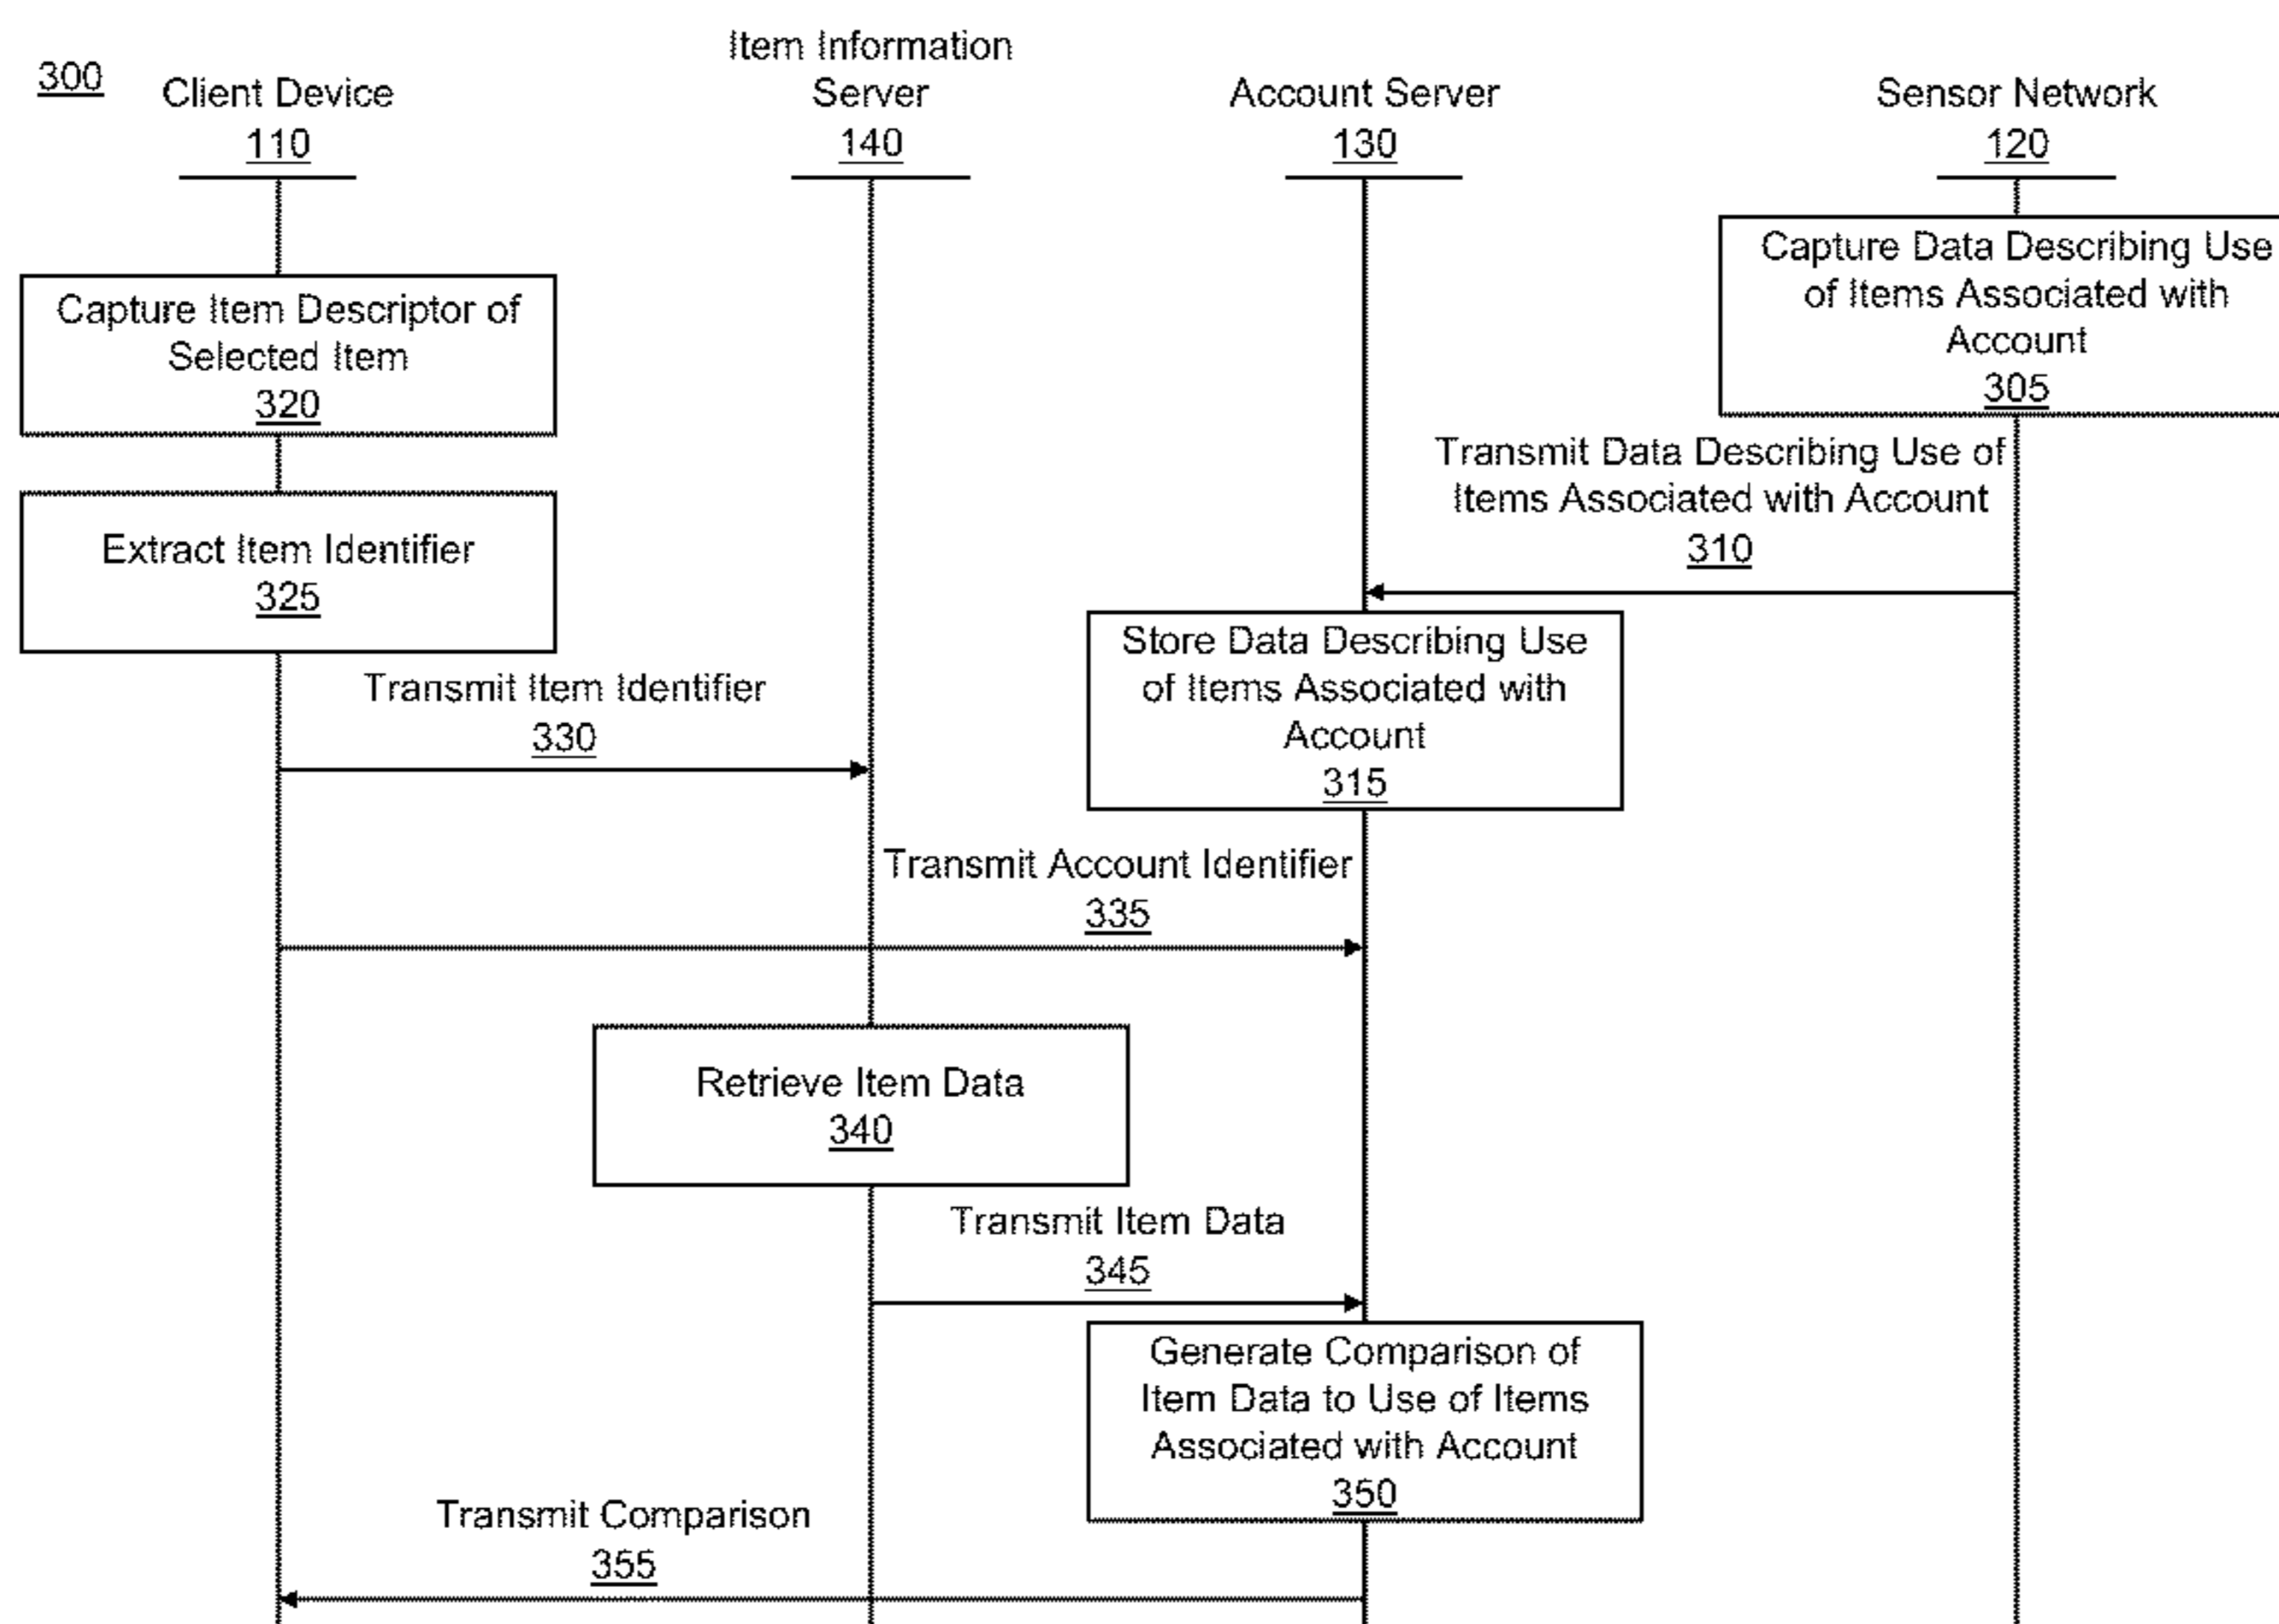 300
Client Device
110
Item Information
Server
140
Account Server
130
Sensor Network
120
Capture Data Describing Use
of Items Associated with
Account
305
Capture Item Descriptor of
Selected Item
320
Transmit Data Describing Use of
Items Associated with Account
310
Extract Item Identifier
325
Store Data Describing Use
of Items Associated with
Account
315
Transmit Item Identifier
330
Transmit Account Identifier
335
Retrieve Item Data
340
Transmit Item Data
345
Generate Comparison of
Item Data to Use of Items
Associated with Account
350
Transmit Comparison
355